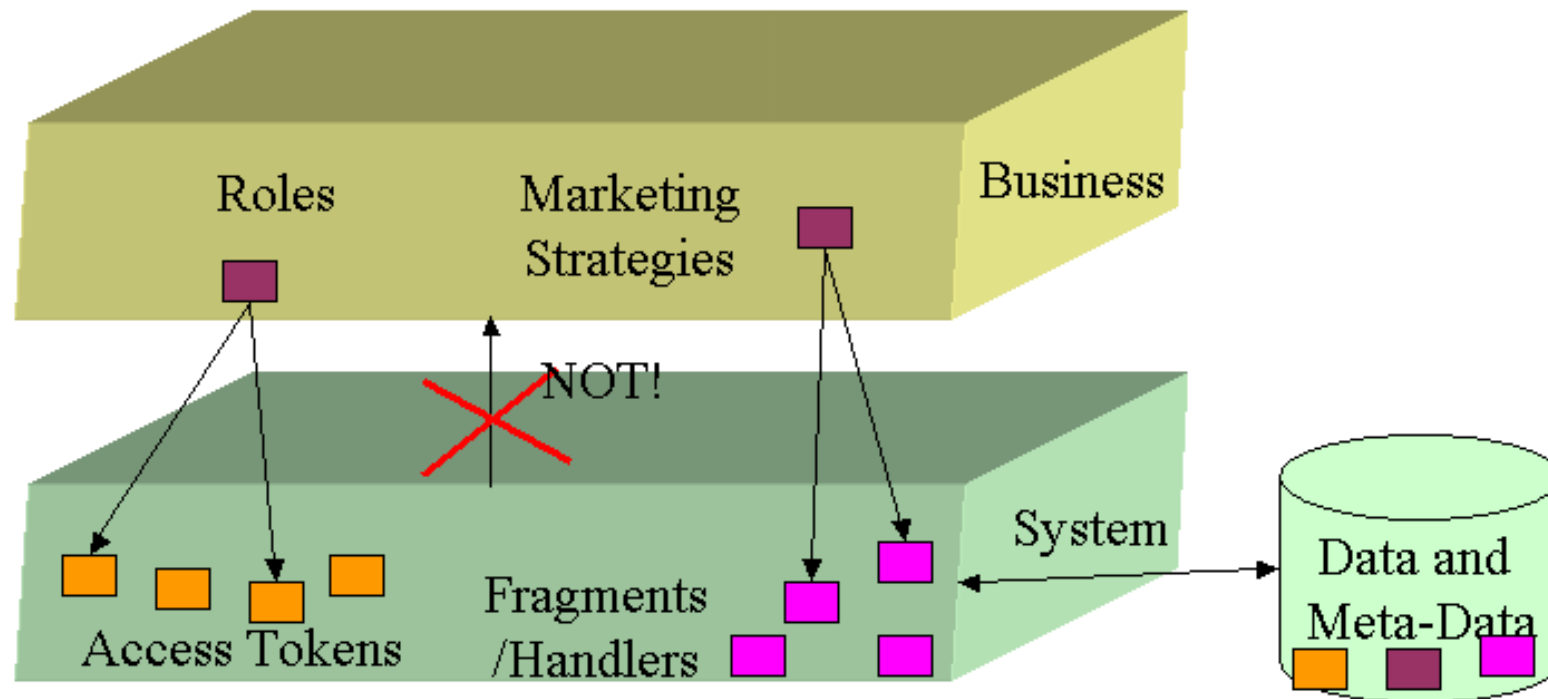 Roles
Marketing
Strategies
Business
NOT!
System
Access Tokens
Fragments
/Handlers
Data and
Meta-Data